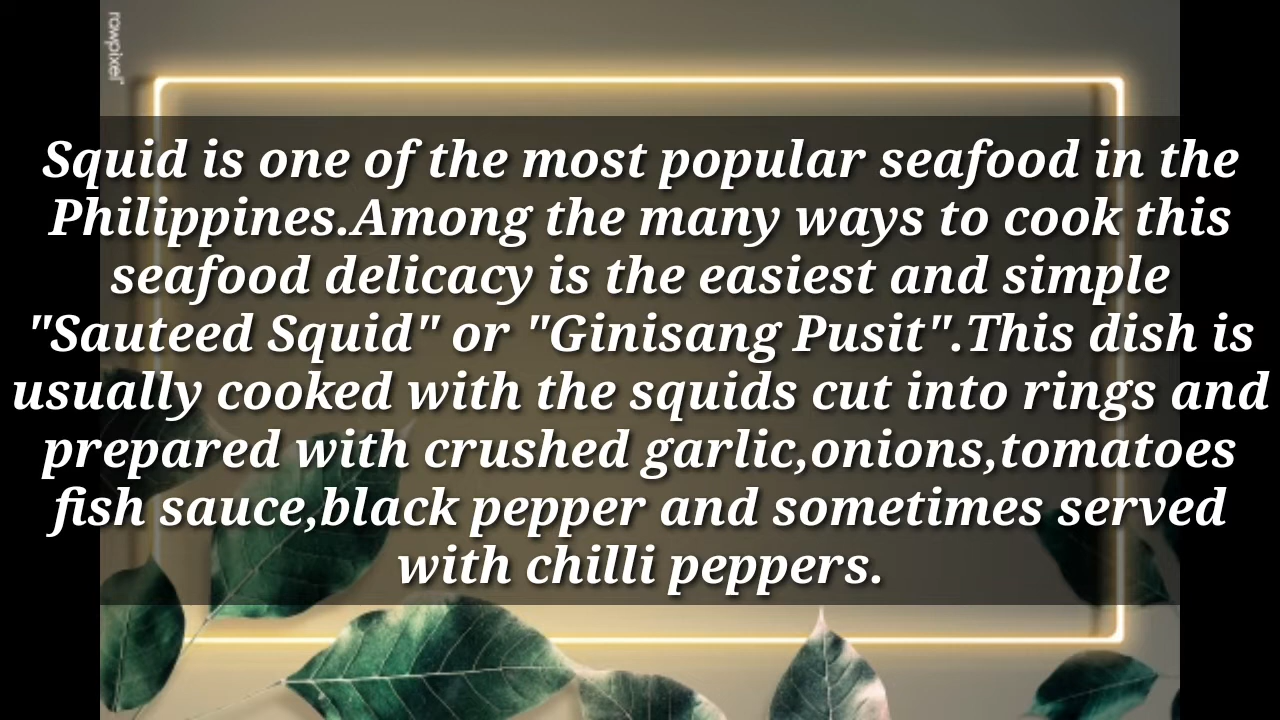 rawpixel
Squid is one of the most popular seafood in the
Philippines.Among the many ways to cook this
seafood delicacy is the easiest and simple
"Sauteed Squid" or "Ginisang Pusit".This dish is
usually cooked with the squids cut into rings and
prepared with crushed garlic,onions,tomatoes
fish sauce,black pepper and sometimes served
with chilli peppers.